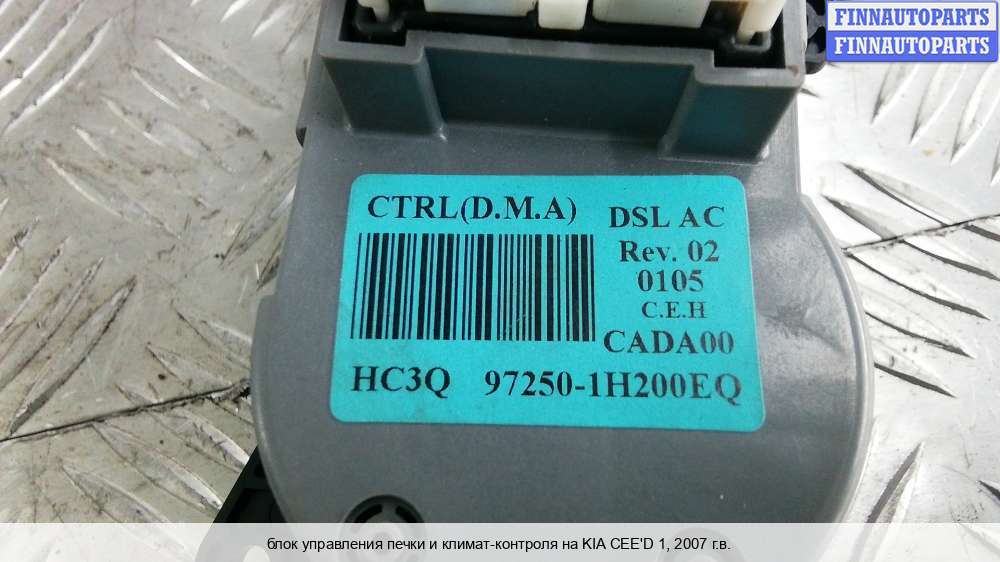 FINNAUTOPARTS
FINNAUTOPARTS
CTRL(D.M.A)
DSL AC
Rev. 02
0105
C.E.H
CADA00
HC3Q 97250-1H200EQ
блок управления печки и климат-контроля на KIA CEE'D 1, 2007 г.в.